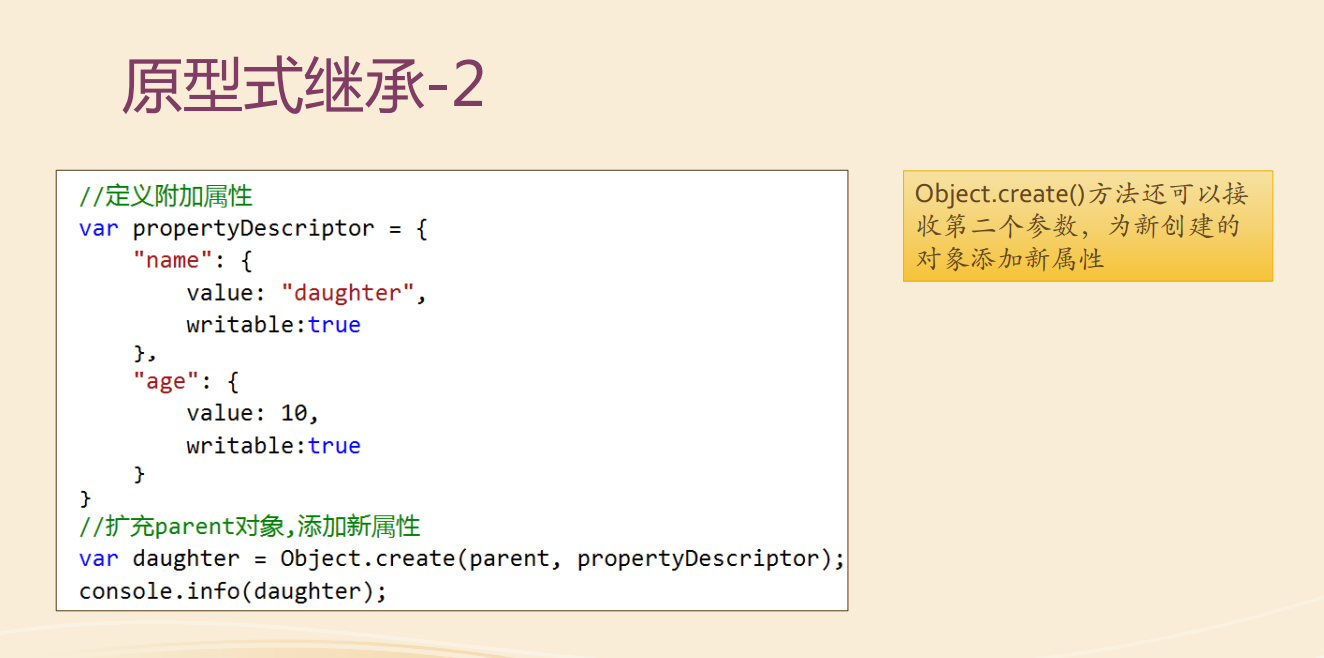 原型式继承-2
//定义附加属性
var propertyDescriptor = {
    "name": {
        value: "daughter",
        writable:true
    },
    "age": {
        value: 10,
        writable:true
    }
}
//扩充parent对象,添加新属性
var daughter = Object.create(parent, propertyDescriptor);
console.info(daughter);
Object.create()方法还可以接
收第二个参数，为新创建的
对象添加新属性